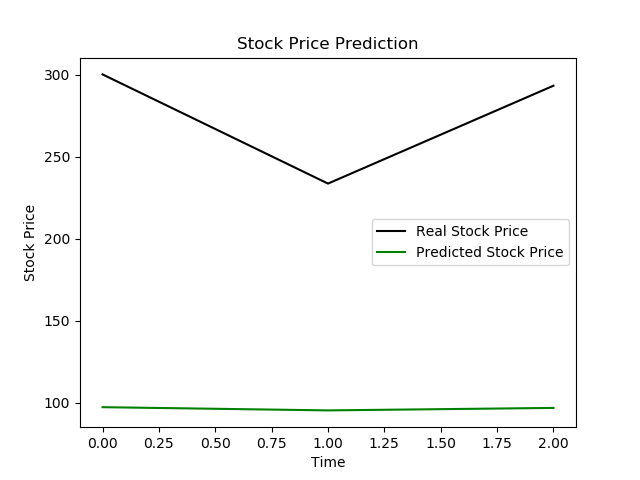 Stock Price Prediction
300
250
200
150
100
Stock Price
Real Stock Price
Predicted Stock Price
0.00 0.25 0.50 0.75 1.00 1.25 1.50 1.75 2.00
Time